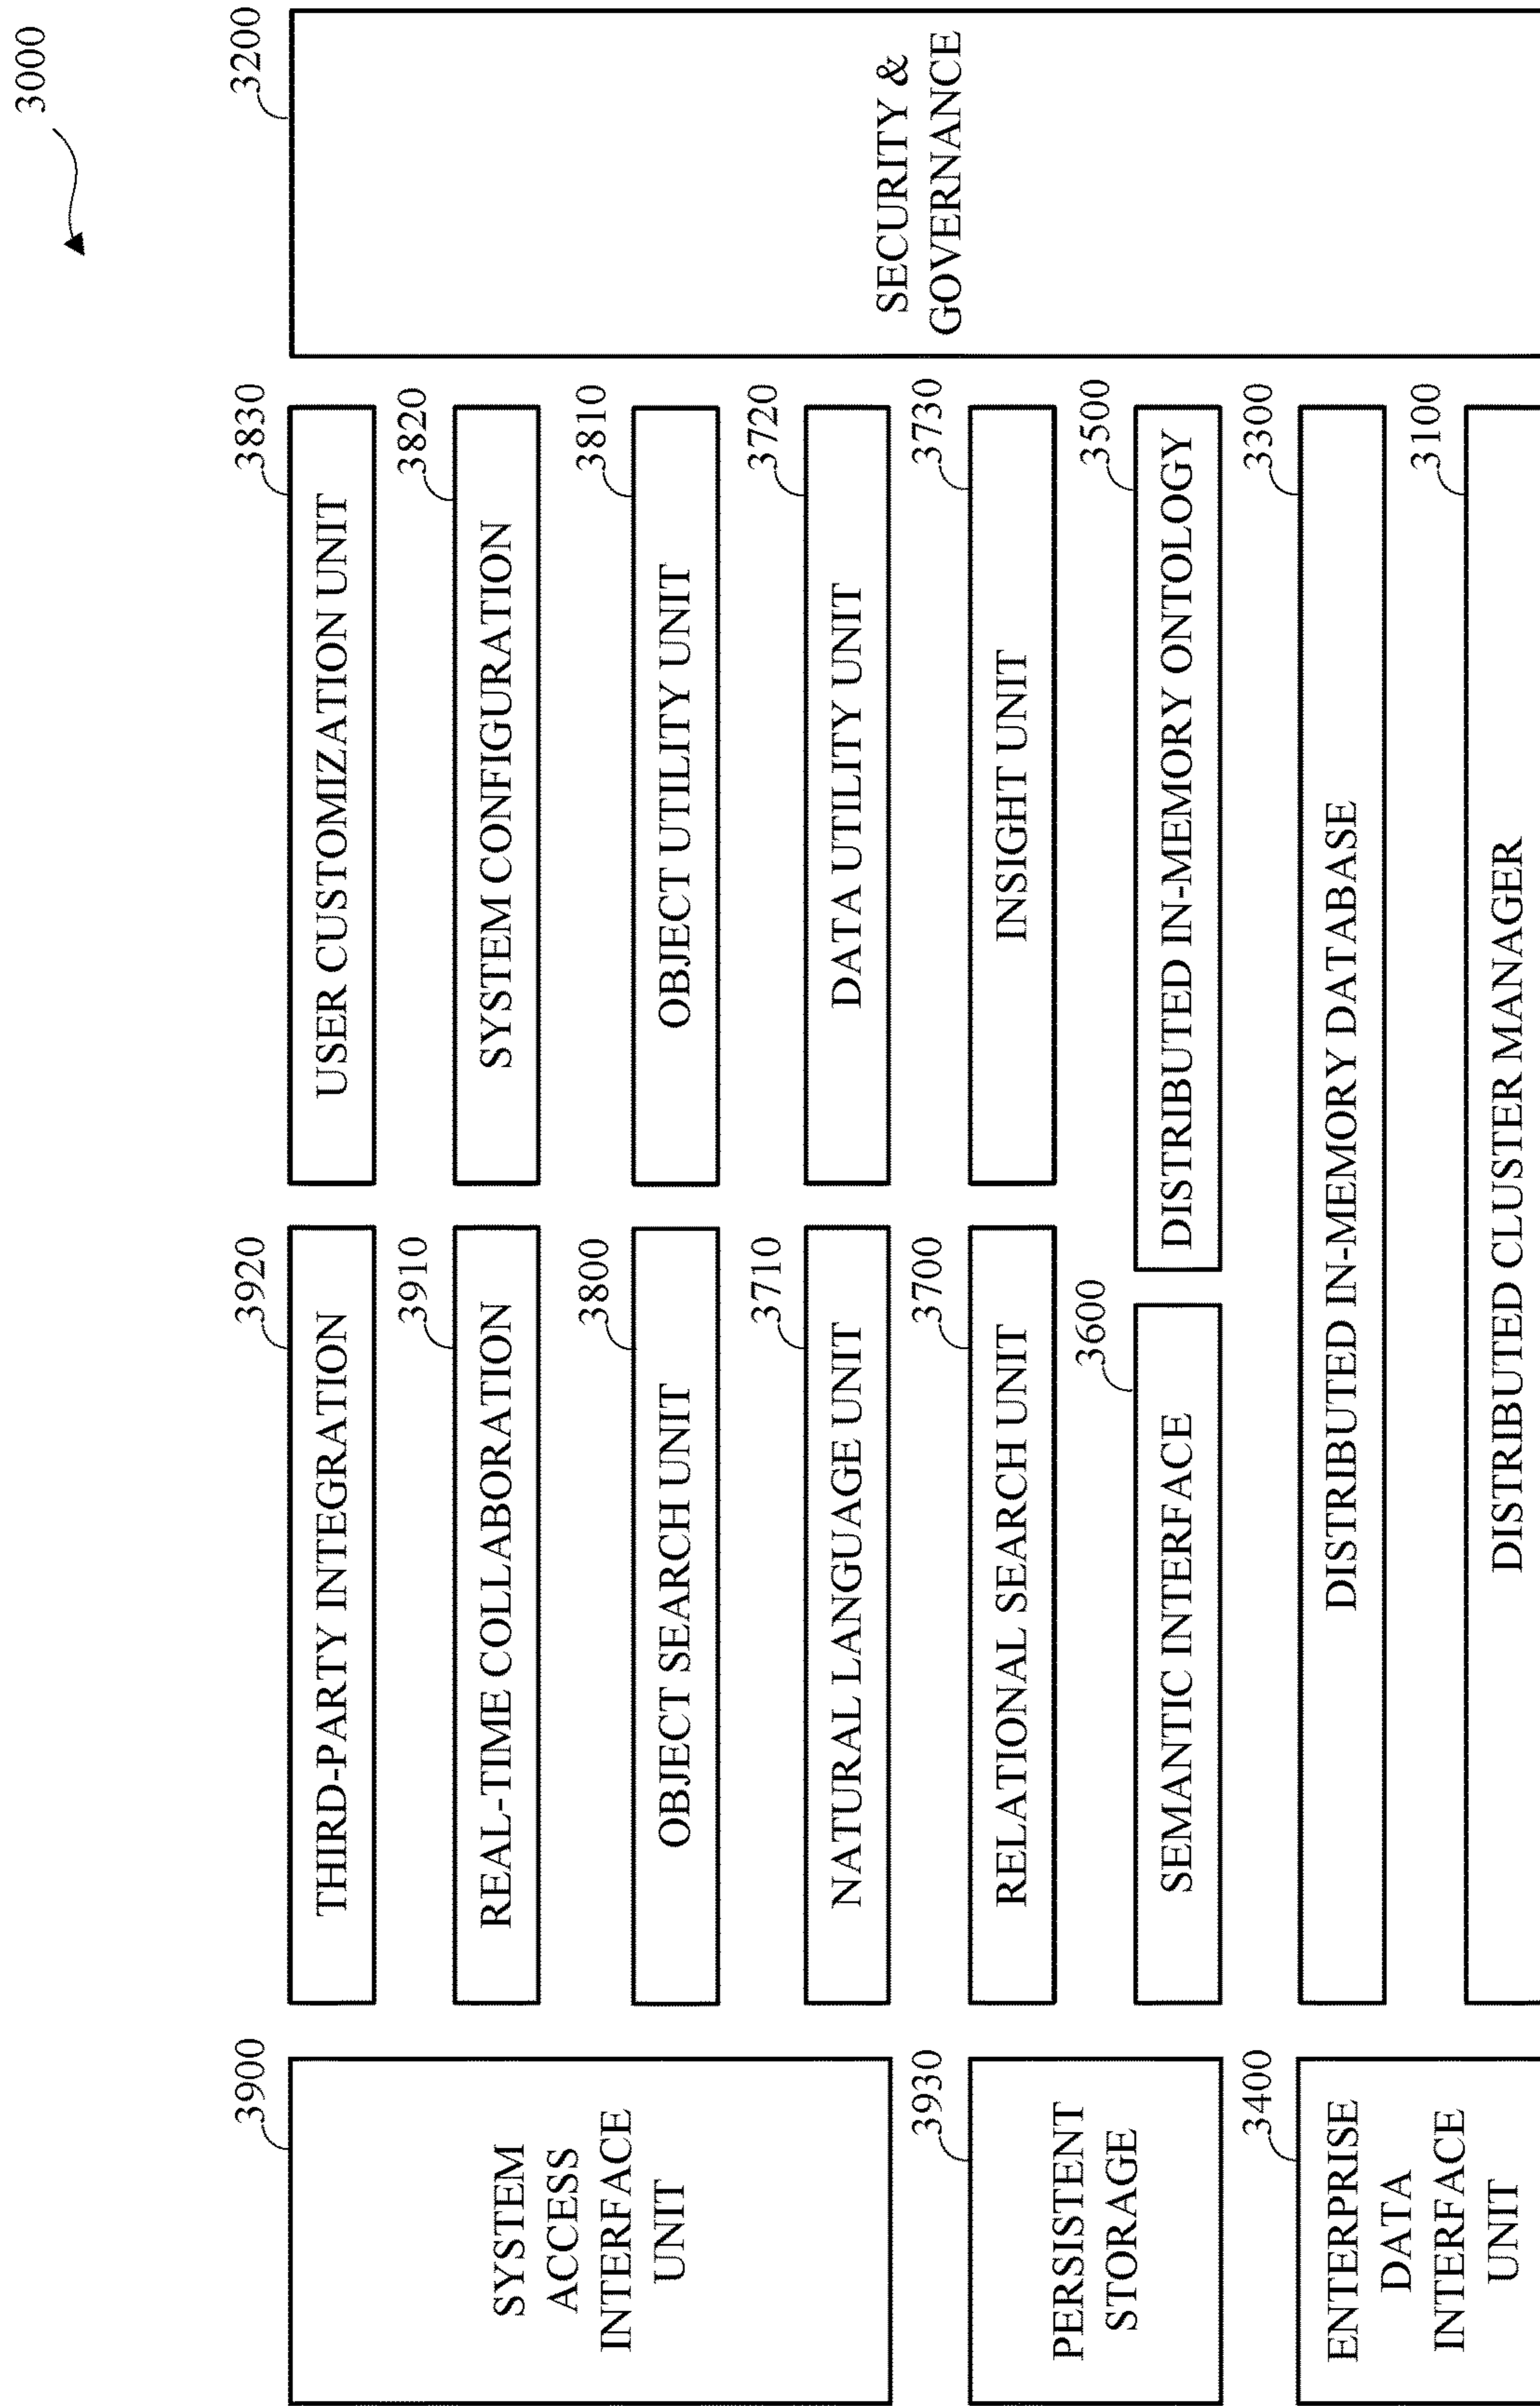 3000
3900
SYSTEM
ACCESS
INTERFACE
UNIT
3920
THIRD-PARTY INTEGRATION
3830
USER CUSTOMIZATION UNIT
3200
SECURITY &
GOVERNANCE
3910
REAL-TIME COLLABORATION
3820
SYSTEM CONFIGURATION
3800
OBJECT SEARCH UNIT
3810
OBJECT UTILITY UNIT
3710
NATURAL LANGUAGE UNIT
3720
DATA UTILITY UNIT
3930
PERSISTENT
STORAGE
3700
RELATIONAL SEARCH UNIT
3730
INSIGHT UNIT
3600
SEMANTIC INTERFACE
3500
DISTRIBUTED IN-MEMORY ONTOLOGY
3400
ENTERPRISE
DATA
INTERFACE
UNIT
3300
DISTRIBUTED IN-MEMORY DATABASE
3100
DISTRIBUTED CLUSTER MANAGER